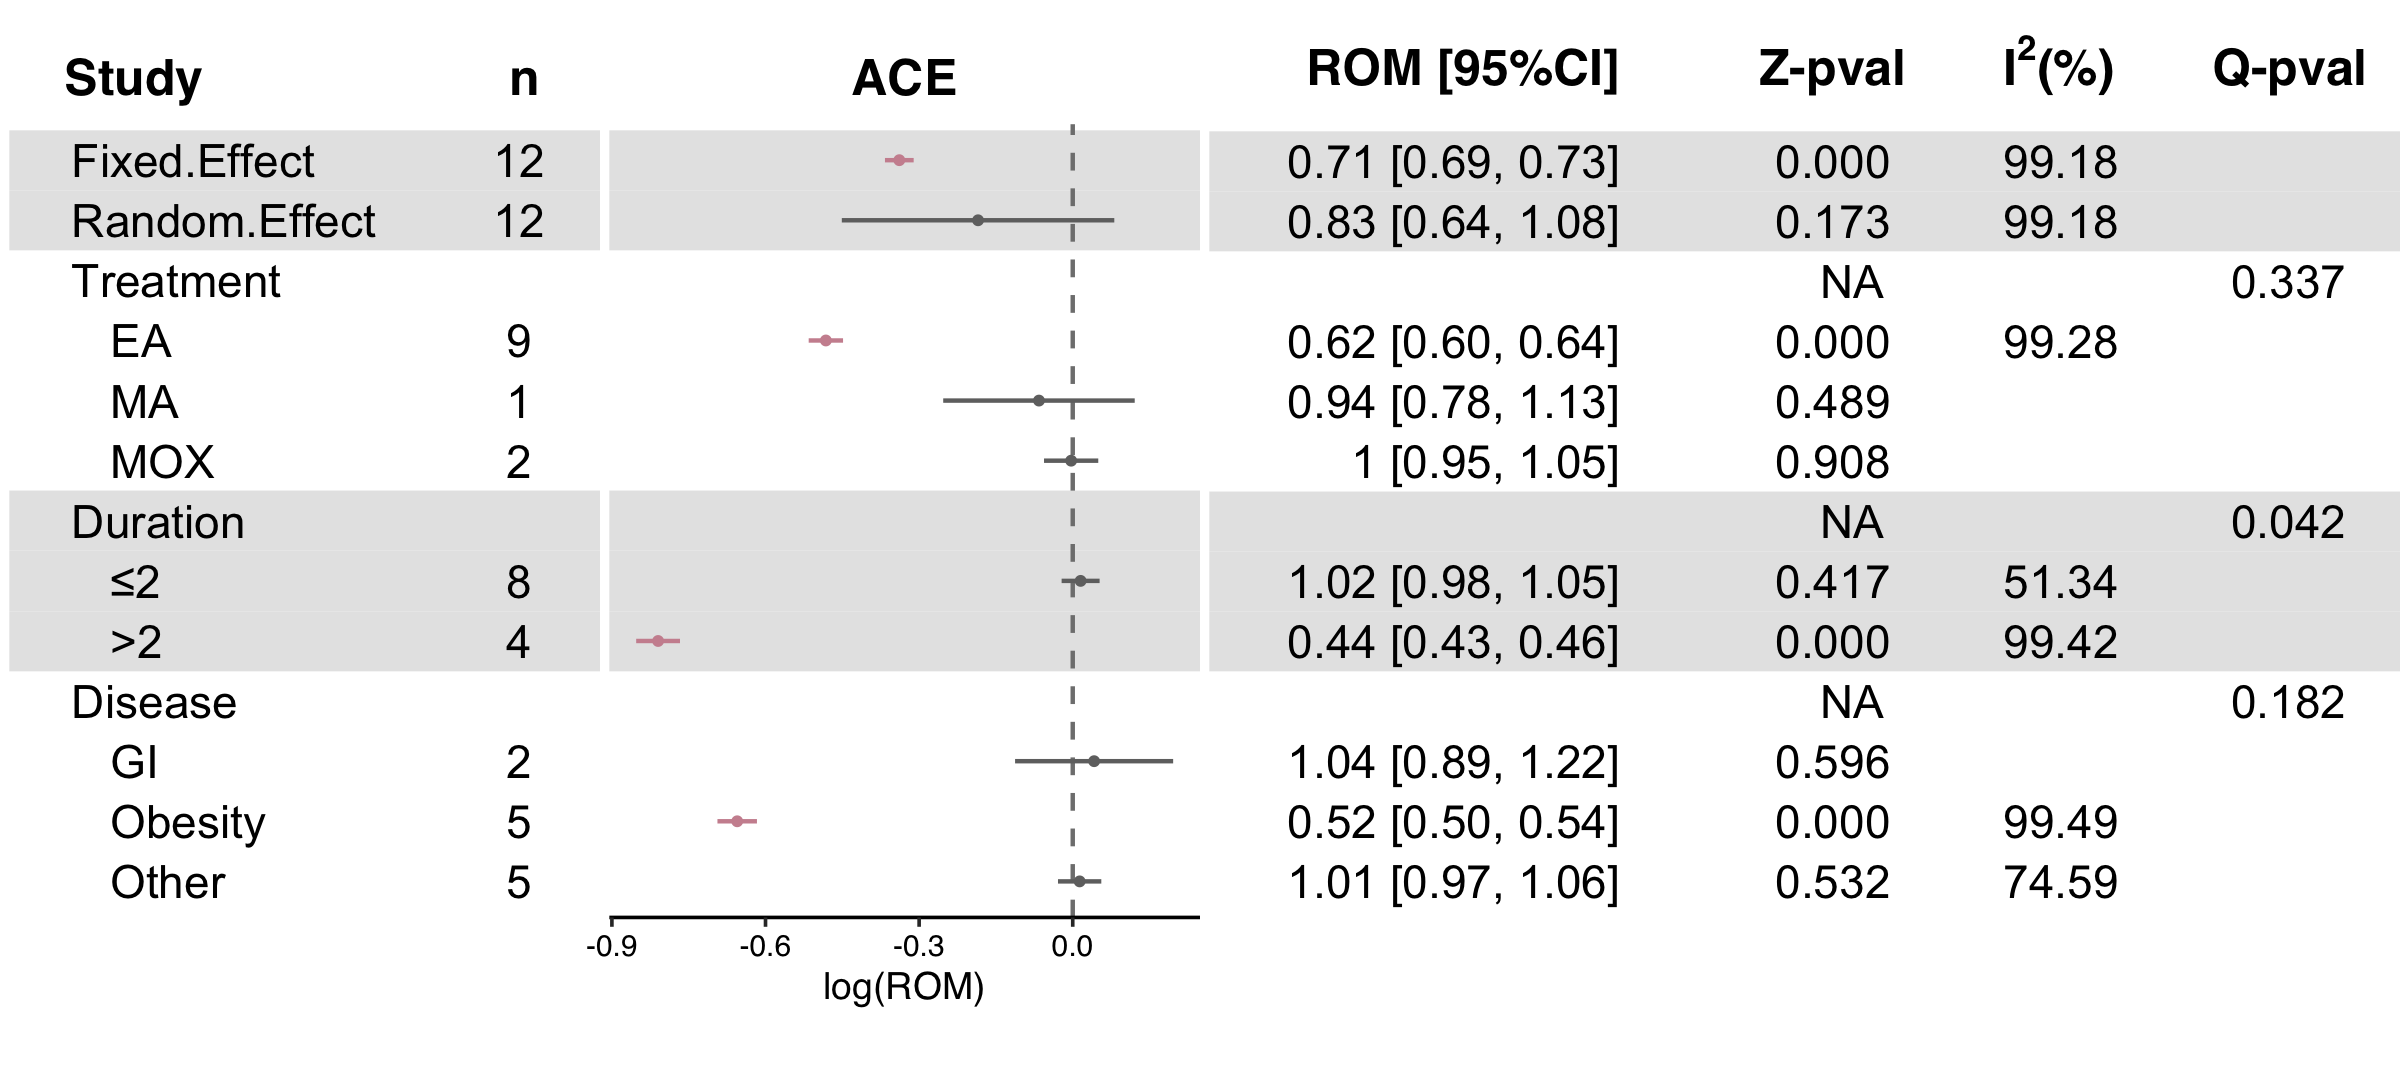 Study n ACE ROM [95%CI] Z-pval I²(%) Q-pval
Fixed.Effect 12 0.71 [0.69, 0.73] 0.000 99.18
Random.Effect 12 0.83 [0.64, 1.08] 0.173 99.18
Treatment NA 0.337
EA 9 0.62 [0.60, 0.64] 0.000 99.28
MA 1 0.94 [0.78, 1.13] 0.489
MOX 2 1 [0.95, 1.05] 0.908
Duration NA 0.042
≤2 8 1.02 [0.98, 1.05] 0.417 51.34
>2 4 0.44 [0.43, 0.46] 0.000 99.42
Disease NA 0.182
GI 2 1.04 [0.89, 1.22] 0.596
Obesity 5 0.52 [0.50, 0.54] 0.000 99.49
Other 5 1.01 [0.97, 1.06] 0.532 74.59
-0.9 -0.6 -0.3 0.0
log(ROM)